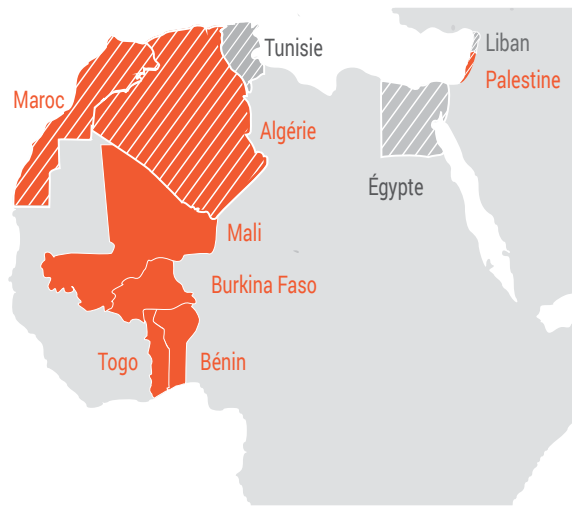 Tunisie
Liban
Palestine
Maroc
Algérie
Égypte
Mali
Burkina Faso
Togo
Bénin